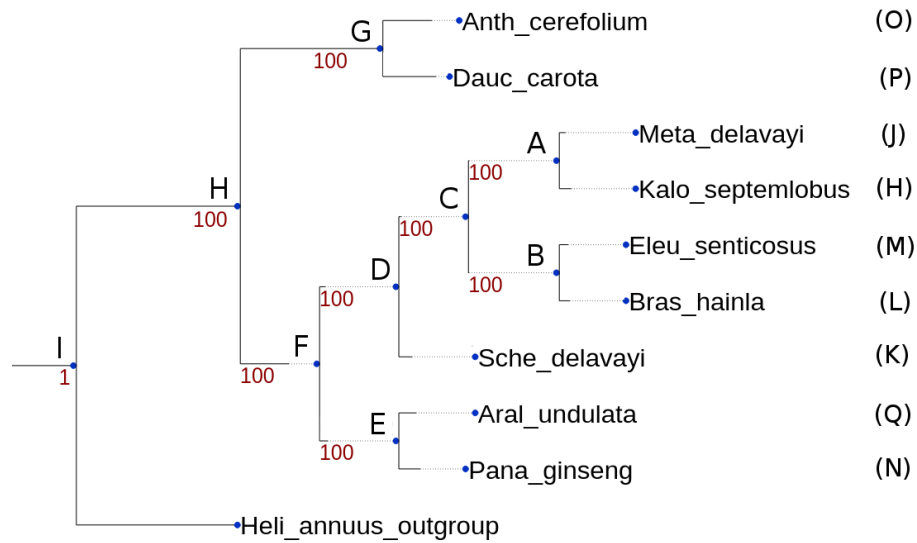 G
Anth_cerefolium (O)
100
Dauc_carota (P)
A
Meta_delavayi (J)
100
H
C
Kalo_septemlobus (H)
100
100
B
Eleu_senticosus (M)
D
100
Bras_hainla (L)
100
I
F
Sche_delavayi (K)
1
100
E
Aral_undulata (Q)
100
Pana_ginseng (N)
Heli_annuus_outgroup